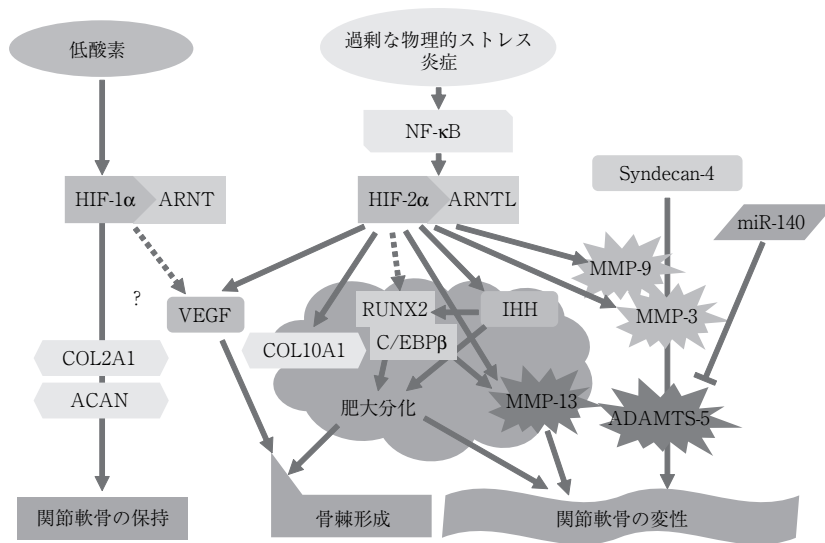 低酸素
過剰な物理的ストレス
炎症
NF-κB
HIF-1α
ARNT
HIF-2α
ARNTL
Syndecan-4
miR-140
MMP-9
?
VEGF
RUNX2
IHH
MMP-3
COL2A1
COL10A1
C/EBPβ
ACAN
肥大分化
MMP-13
ADAMTS-5
関節軟骨の保持
骨棘形成
関節軟骨の変性